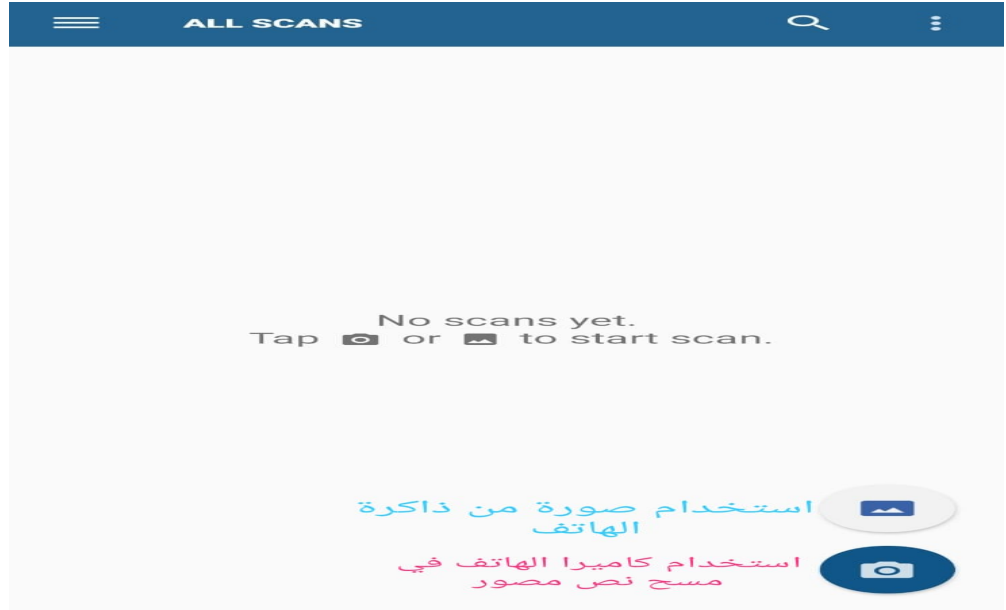 ALL SCANS
No scans yet.
Tap or to start scan.
استخدام صورة من ذاكرة
الهاتف
استخدام كاميرا الهاتف في
مسح نص مصور